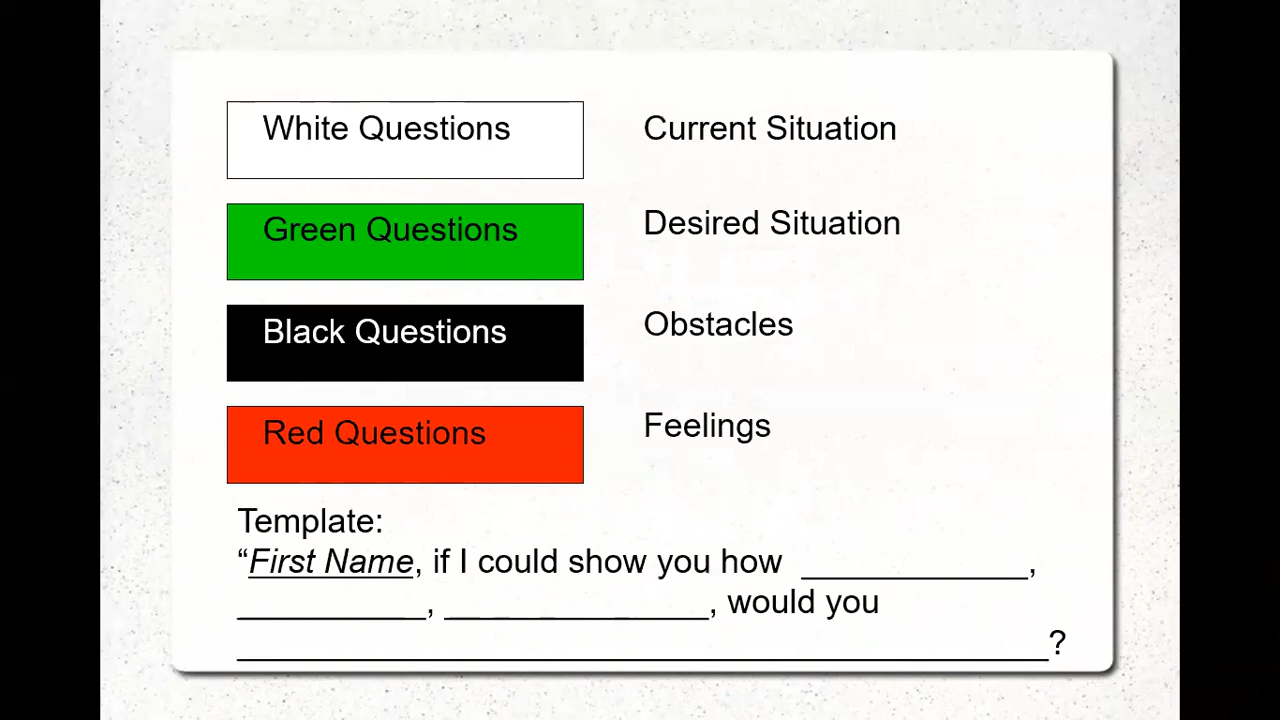 White Questions Current Situation
Green Questions Desired Situation
Black Questions Obstacles
Red Questions Feelings
Template:
“First Name, if I could show you how ____________,
__________, ______________, would you
___________________________________________?